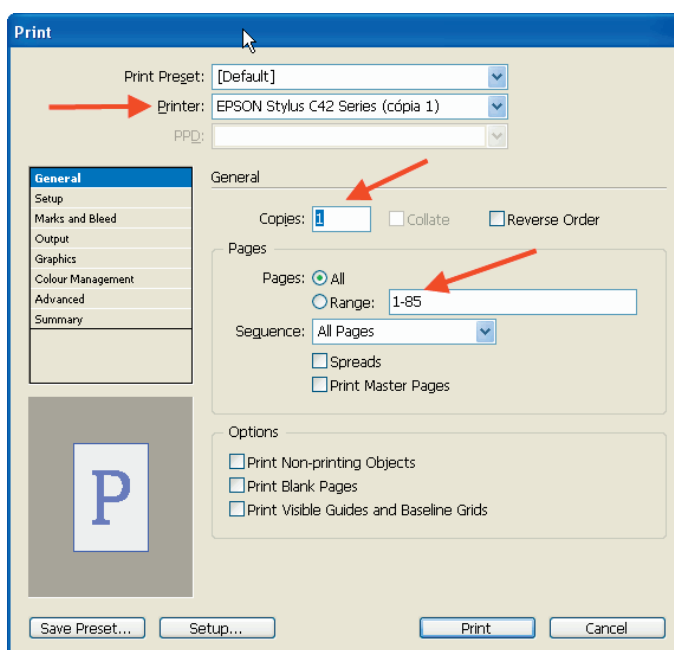 Print
Print Preset: [Default]
Printer: EPSON Stylus C42 Series (cópia 1)
PPD:
General
Setup
Marks and Bleed
Output
Graphics
Colour Management
Advanced
Summary
General
Copies: 1 Collate Reverse Order
Pages
Pages: All
Range: 1-85
Sequence: All Pages
Spreads
Print Master Pages
Options
Print Non-printing Objects
Print Blank Pages
Print Visible Guides and Baseline Grids
P
Save Preset... Setup... Print Cancel